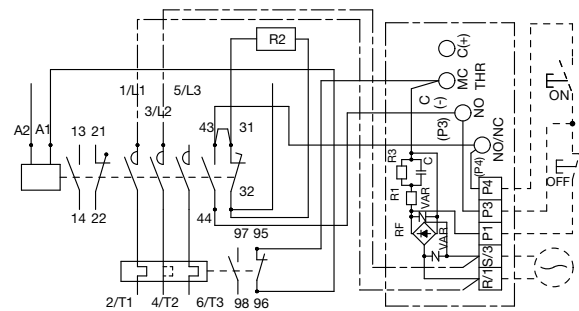 R2
C(+)
1/L1
5/L3
3/L2
MC
THR
C
(-)
ON
A2
A1
13
21
43
31
(P3)
NO
NO/NC
(P4)
R3
C
OFF
P4
32
R1
VAR
14
22
44
P3
RF
P1
97
95
VAR
S/3
R/1
98
96
2/T1
4/T2
6/T3